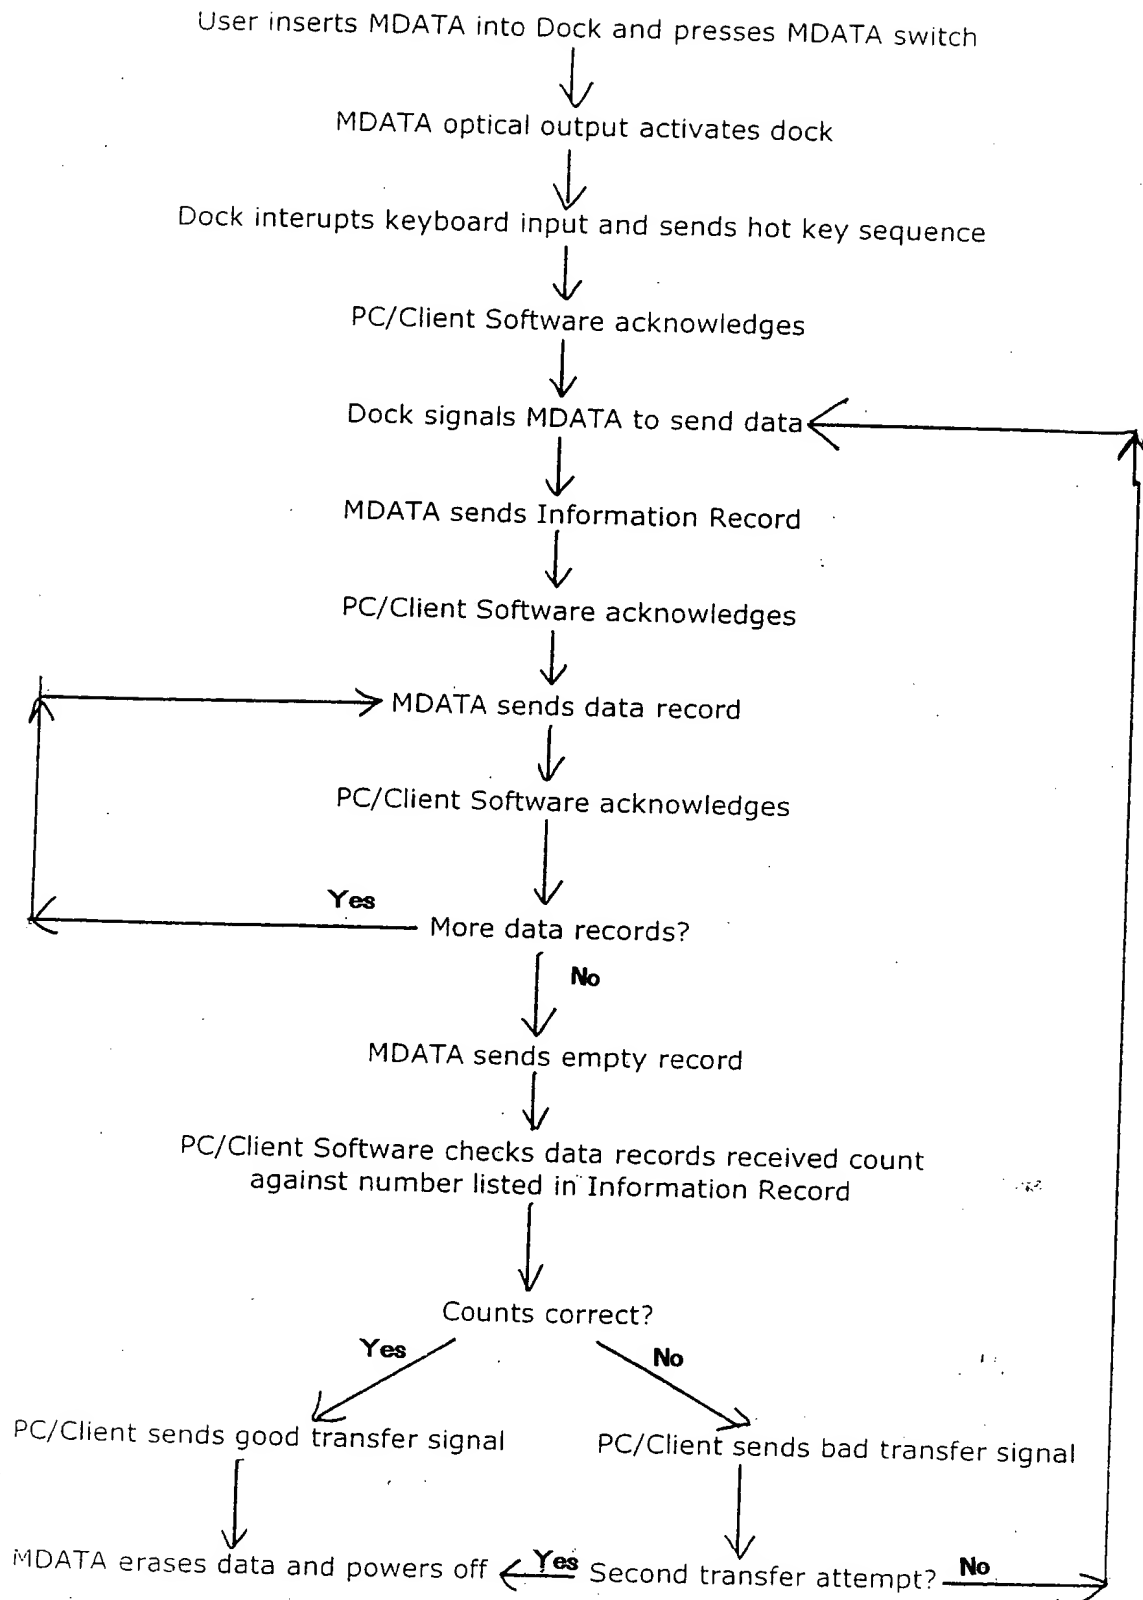 User inserts MDATA into Dock and presses MDATA switch
MDATA optical output activates dock
Dock interupts keyboard input and sends hot key sequence
PC/Client Software acknowledges
Dock signals MDATA to send data
MDATA sends Information Record
PC/Client Software acknowledges
MDATA sends data record
PC/Client Software acknowledges
Yes
More data records?
No
MDATA sends empty record
PC/Client Software checks data records received count
against number listed in Information Record
Counts correct?
Yes
No
PC/Client sends good transfer signal
PC/Client sends bad transfer signal
MDATA erases data and powers off
Yes
Second transfer attempt?
No